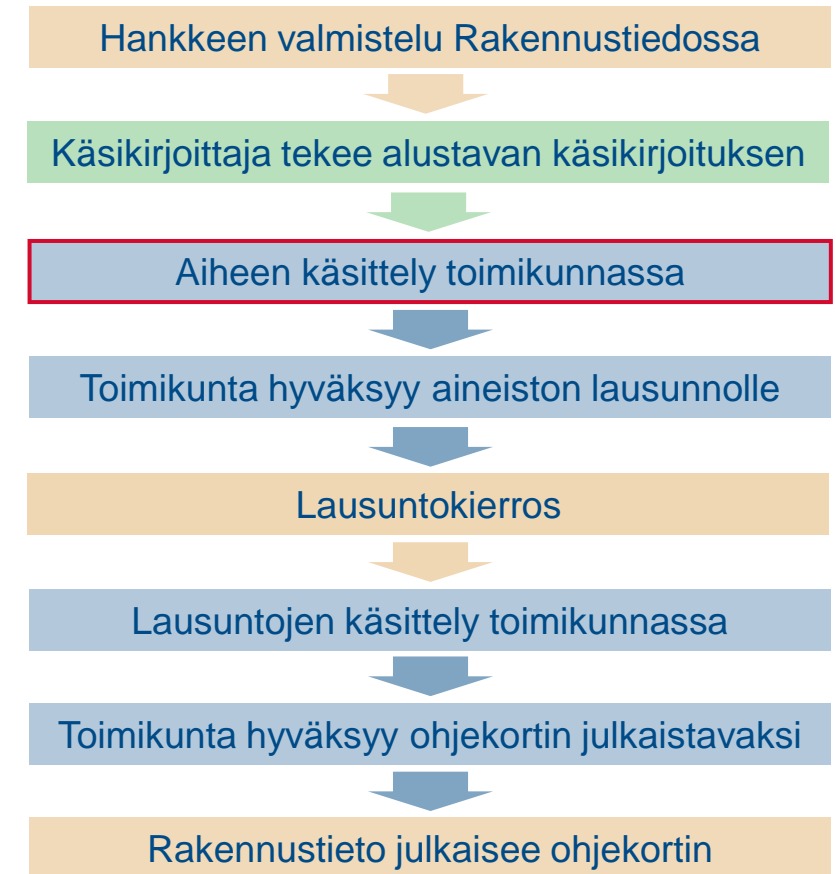 Hankkeen valmistelu Rakennustiedossa
Käsikirjoittaja tekee alustavan käsikirjoituksen
Aiheen käsittely toimikunnassa
Toimikunta hyväksyy aineiston lausunnolle
Lausuntokierros
Lausuntojen käsittely toimikunnassa
Toimikunta hyväksyy ohjekortin julkaistavaksi
Rakennustieto julkaisee ohjekortin